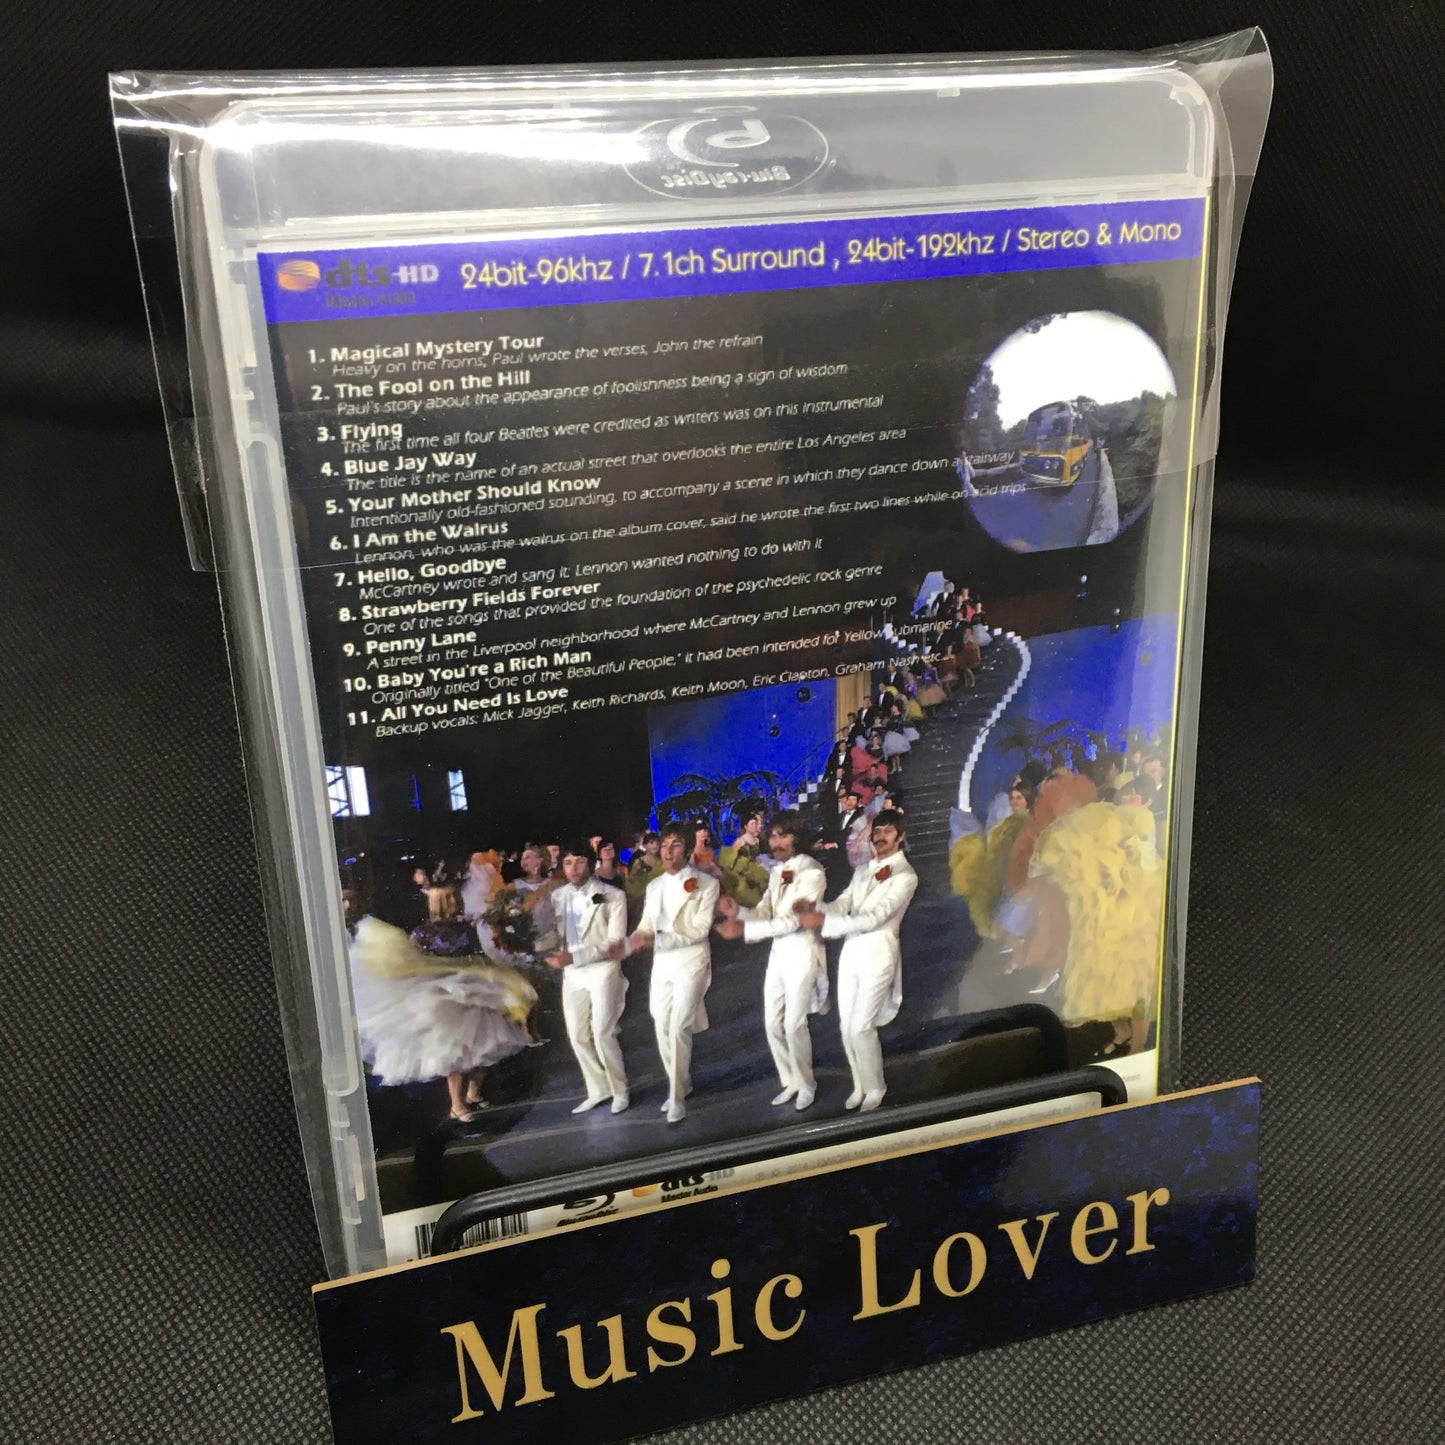 Blu-ray Disc
dts-HD
Master Audio
24bit-96khz / 7.1ch Surround , 24bit-192khz / Stereo & Mono
1. Magical Mystery Tour
Heavy on the horns, Paul wrote the verses, John the refrain
2. The Fool on the Hill
Paul's story about the appearance of foolishness being a sign of wisdom
3. Flying
The first time all four Beatles were credited as writers was on this instrumental
4. Blue Jay Way
The title is the name of an actual street that overlooks the entire Los Angeles area
5. Your Mother Should Know
Intentionally old-fashioned sounding, to accompany a scene in which they dance down a stairway
6. I Am the Walrus
Lennon, who was the walrus on the album cover, said he wrote the first two lines while on acid trips
7. Hello, Goodbye
McCartney wrote and sang it; Lennon wanted nothing to do with it
8. Strawberry Fields Forever
One of the songs that provided the foundation of the psychedelic rock genre
9. Penny Lane
A street in the Liverpool neighborhood where McCartney and Lennon grew up
10. Baby You're a Rich Man
Originally titled "One of the Beautiful People," it had been intended for Yellow Submarine
11. All You Need Is Love
Backup vocals: Mick Jagger, Keith Richards, Keith Moon, Eric Clapton, Graham Nash etc...
Blu-ray Disc
dts-HD
Master Audio
Music Lover